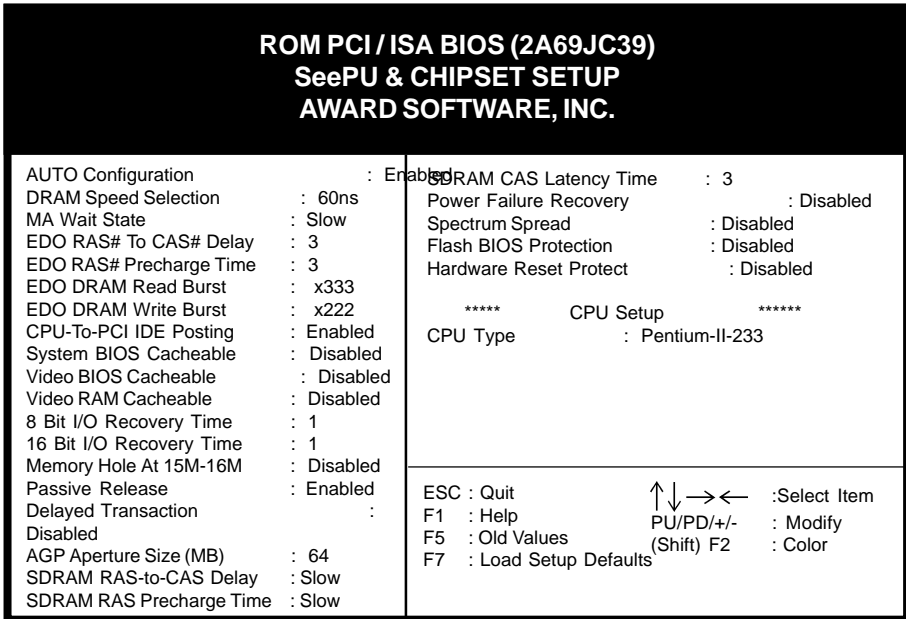 ROM PCI / ISA BIOS (2A69JC39)
SeePU & CHIPSET SETUP
AWARD SOFTWARE, INC.
AUTO Configuration : Enabled
DRAM Speed Selection : 60ns
MA Wait State : Slow
EDO RAS# To CAS# Delay : 3
EDO RAS# Precharge Time : 3
EDO DRAM Read Burst : x333
EDO DRAM Write Burst : x222
CPU-To-PCI IDE Posting : Enabled
System BIOS Cacheable : Disabled
Video BIOS Cacheable : Disabled
Video RAM Cacheable : Disabled
8 Bit I/O Recovery Time : 1
16 Bit I/O Recovery Time : 1
Memory Hole At 15M-16M : Disabled
Passive Release : Enabled
Delayed Transaction :
Disabled
AGP Aperture Size (MB) : 64
SDRAM RAS-to-CAS Delay : Slow
SDRAM RAS Precharge Time : Slow
SDRAM CAS Latency Time : 3
Power Failure Recovery : Disabled
Spectrum Spread : Disabled
Flash BIOS Protection : Disabled
Hardware Reset Protect : Disabled
***** CPU Setup ******
CPU Type : Pentium-II-233
ESC : Quit ↑↓→← :Select Item
F1 : Help PU/PD/+/- : Modify
F5 : Old Values (Shift) F2 : Color
F7 : Load Setup Defaults